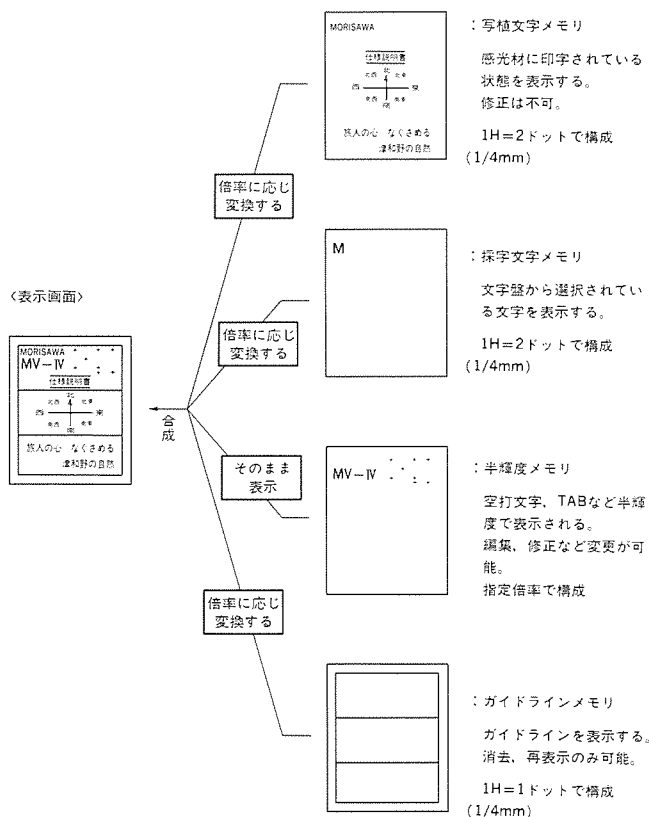 MORISAWA
仕様説明書
北
北西 北東
西 東
南西 南東
南
旅人の心 なぐさめる
津和野の自然
：写植文字メモリ
感光材に印字されている
状態を表示する。
修正は不可。
1H=2ドットで構成
(1/4mm)
倍率に応じ
変換する
M
：採字文字メモリ
文字盤から選択されてい
る文字を表示する。
1H=2ドットで構成
(1/4mm)
倍率に応じ
変換する
〈表示画面〉
MORISAWA
MV-Ⅳ
仕様説明書
北
北西 北東
西 東
南西 南東
南
旅人の心 なぐさめる
津和野の自然
合成
そのまま
表示
MV-Ⅳ
：半輝度メモリ
空打文字，TABなど半輝
度で表示される。
編集，修正など変更が可
能。
指定倍率で構成
倍率に応じ
変換する
：ガイドラインメモリ
ガイドラインを表示する。
消去，再表示のみ可能。
1H=1ドットで構成
(1/4mm)